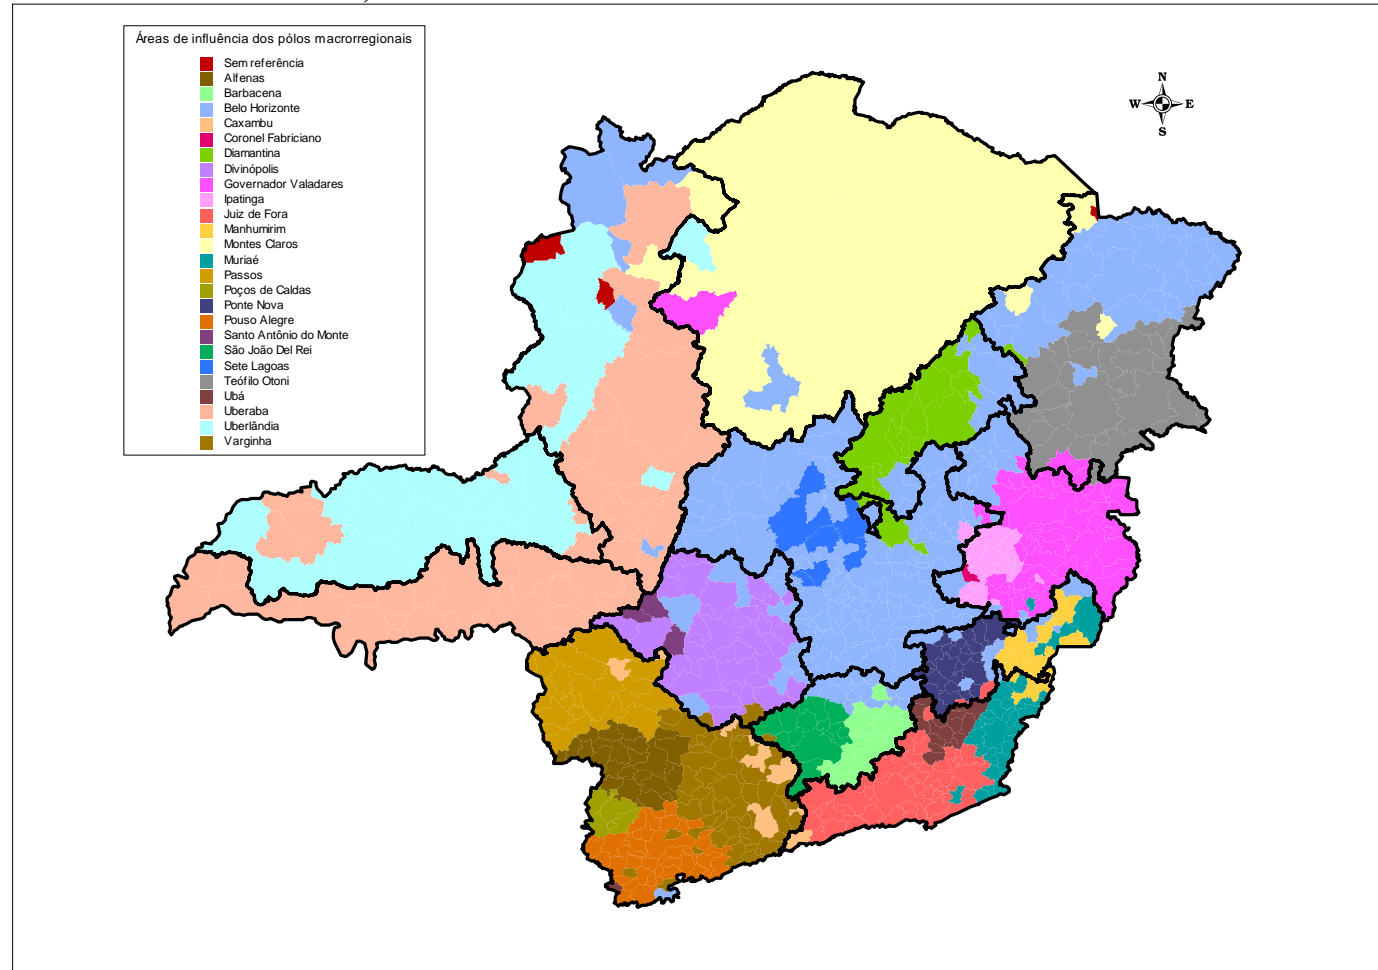 Áreas de influência dos pólos macrorregionais
Sem referência
Alfenas
Barbacena
Belo Horizonte
Caxambu
Coronel Fabriciano
Diamantina
Divinópolis
Governador Valadares
Ipatinga
Juiz de Fora
Manhumirim
Montes Claros
Muriaé
Passos
Poços de Caldas
Ponte Nova
Pouso Alegre
Santo Antônio do Monte
São João Del Rei
Sete Lagoas
Teófilo Otoni
Ubá
Uberaba
Uberlândia
Varginha
N
W E
S